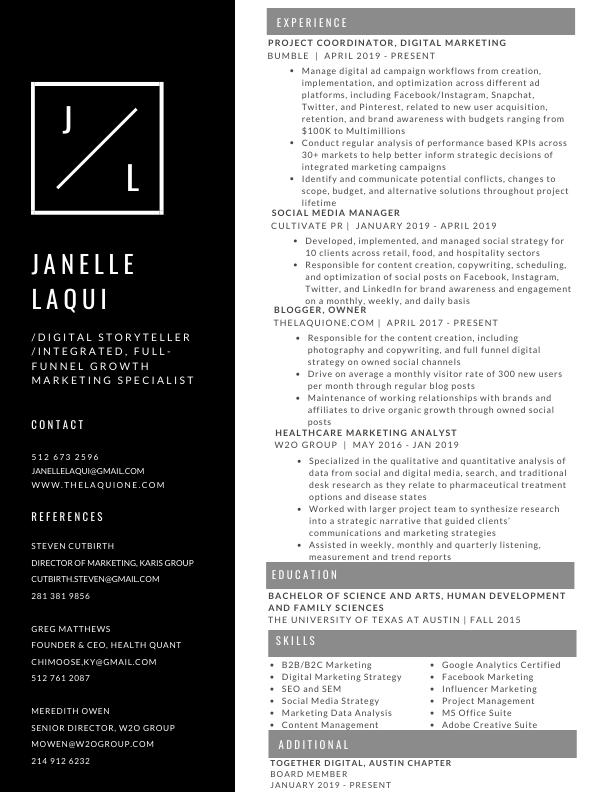 J
L
JANELLE
LAQUI
/DIGITAL STORYTELLER
/INTEGRATED, FULL-
FUNNEL GROWTH
MARKETING SPECIALIST
CONTACT
512 673 2596
JANELLELAQUI@GMAIL.COM
WWW.THELAQUIONE.COM
REFERENCES
STEVEN CUTBIRTH
DIRECTOR OF MARKETING, KARIS GROUP
CUTBIRTH.STEVEN@GMAIL.COM
281 381 9856
GREG MATTHEWS
FOUNDER & CEO, HEALTH QUANT
CHIMOOSE,KY@GMAIL.COM
512 761 2087
MEREDITH OWEN
SENIOR DIRECTOR, W2O GROUP
MOWEN@W2OGROUP.COM
214 912 6232
EXPERIENCE
PROJECT COORDINATOR, DIGITAL MARKETING
BUMBLE | APRIL 2019 - PRESENT
• Manage digital ad campaign workflows from creation,
implementation, and optimization across different ad
platforms, including Facebook/Instagram, Snapchat,
Twitter, and Pinterest, related to new user acquisition,
retention, and brand awareness with budgets ranging from
$100K to Multimillions
• Conduct regular analysis of performance based KPIs across
30+ markets to help better inform strategic decisions of
integrated marketing campaigns
• Identify and communicate potential conflicts, changes to
scope, budget, and alternative solutions throughout project
lifetime
SOCIAL MEDIA MANAGER
CULTIVATE PR | JANUARY 2019 - APRIL 2019
• Developed, implemented, and managed social strategy for
10 clients across retail, food, and hospitality sectors
• Responsible for content creation, copywriting, scheduling,
and optimization of social posts on Facebook, Instagram,
Twitter, and LinkedIn for brand awareness and engagement
on a monthly, weekly, and daily basis
BLOGGER, OWNER
THELAQUIONE.COM | APRIL 2017 - PRESENT
• Responsible for the content creation, including
photography and copywriting, and full funnel digital
strategy on owned social channels
• Drive on average a monthly visitor rate of 300 new users
per month through regular blog posts
• Maintenance of working relationships with brands and
affiliates to drive organic growth through owned social
posts
HEALTHCARE MARKETING ANALYST
W2O GROUP | MAY 2016 - JAN 2019
• Specialized in the qualitative and quantitative analysis of
data from social and digital media, search, and traditional
desk research as they relate to pharmaceutical treatment
options and disease states
• Worked with larger project team to synthesize research
into a strategic narrative that guided clients'
communications and marketing strategies
• Assisted in weekly, monthly and quarterly listening,
measurement and trend reports
EDUCATION
BACHELOR OF SCIENCE AND ARTS, HUMAN DEVELOPMENT
AND FAMILY SCIENCES
THE UNIVERSITY OF TEXAS AT AUSTIN | FALL 2015
SKILLS
• B2B/B2C Marketing
• Digital Marketing Strategy
• SEO and SEM
• Social Media Strategy
• Marketing Data Analysis
• Content Management
• Google Analytics Certified
• Facebook Marketing
• Influencer Marketing
• Project Management
• MS Office Suite
• Adobe Creative Suite
ADDITIONAL
TOGETHER DIGITAL, AUSTIN CHAPTER
BOARD MEMBER
JANUARY 2019 - PRESENT